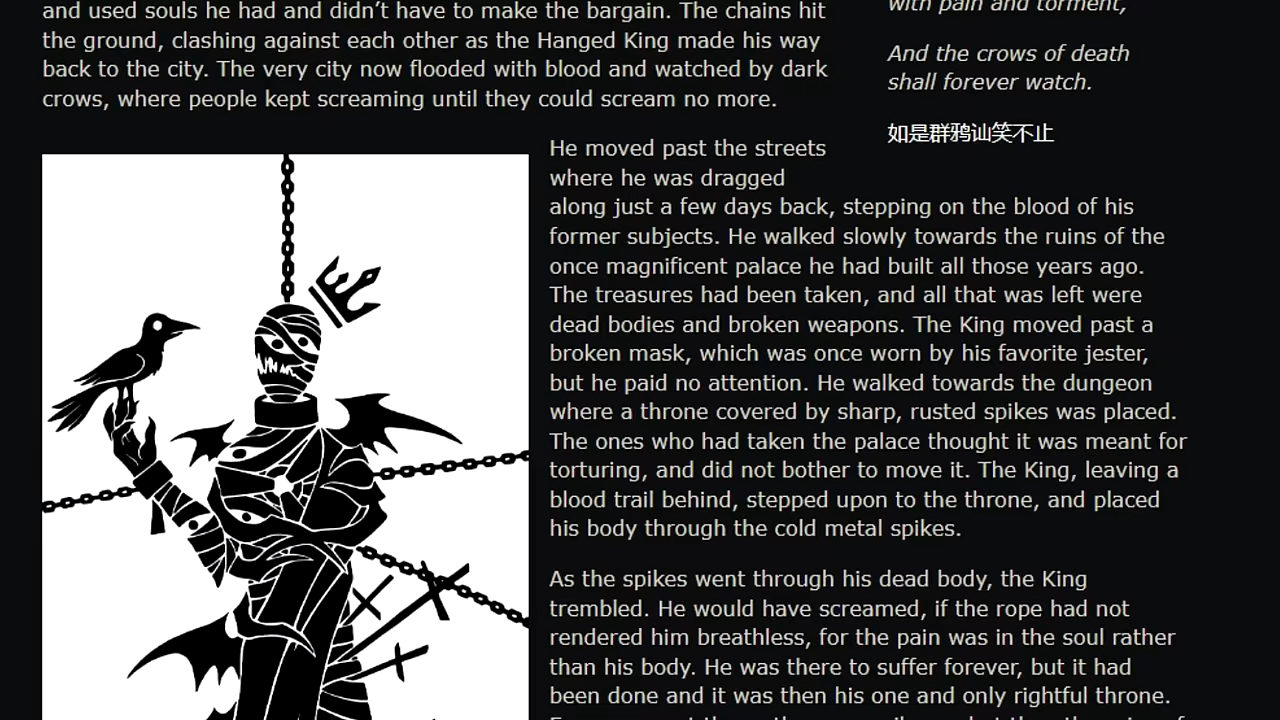 and used souls he had and didn’t have to make the bargain. The chains hit
the ground, clashing against each other as the Hanged King made his way
back to the city. The very city now flooded with blood and watched by dark
crows, where people kept screaming until they could scream no more.
with pain and torment,
And the crows of death
shall forever watch.
如是群鸦讪笑不止
He moved past the streets
where he was dragged
along just a few days back, stepping on the blood of his
former subjects. He walked slowly towards the ruins of the
once magnificent palace he had built all those years ago.
The treasures had been taken, and all that was left were
dead bodies and broken weapons. The King moved past a
broken mask, which was once worn by his favorite jester,
but he paid no attention. He walked towards the dungeon
where a throne covered by sharp, rusted spikes was placed.
The ones who had taken the palace thought it was meant for
torturing, and did not bother to move it. The King, leaving a
blood trail behind, stepped upon to the throne, and placed
his body through the cold metal spikes.
As the spikes went through his dead body, the King
trembled. He would have screamed, if the rope had not
rendered him breathless, for the pain was in the soul rather
than his body. He was there to suffer forever, but it had
been done and it was then his one and only rightful throne.